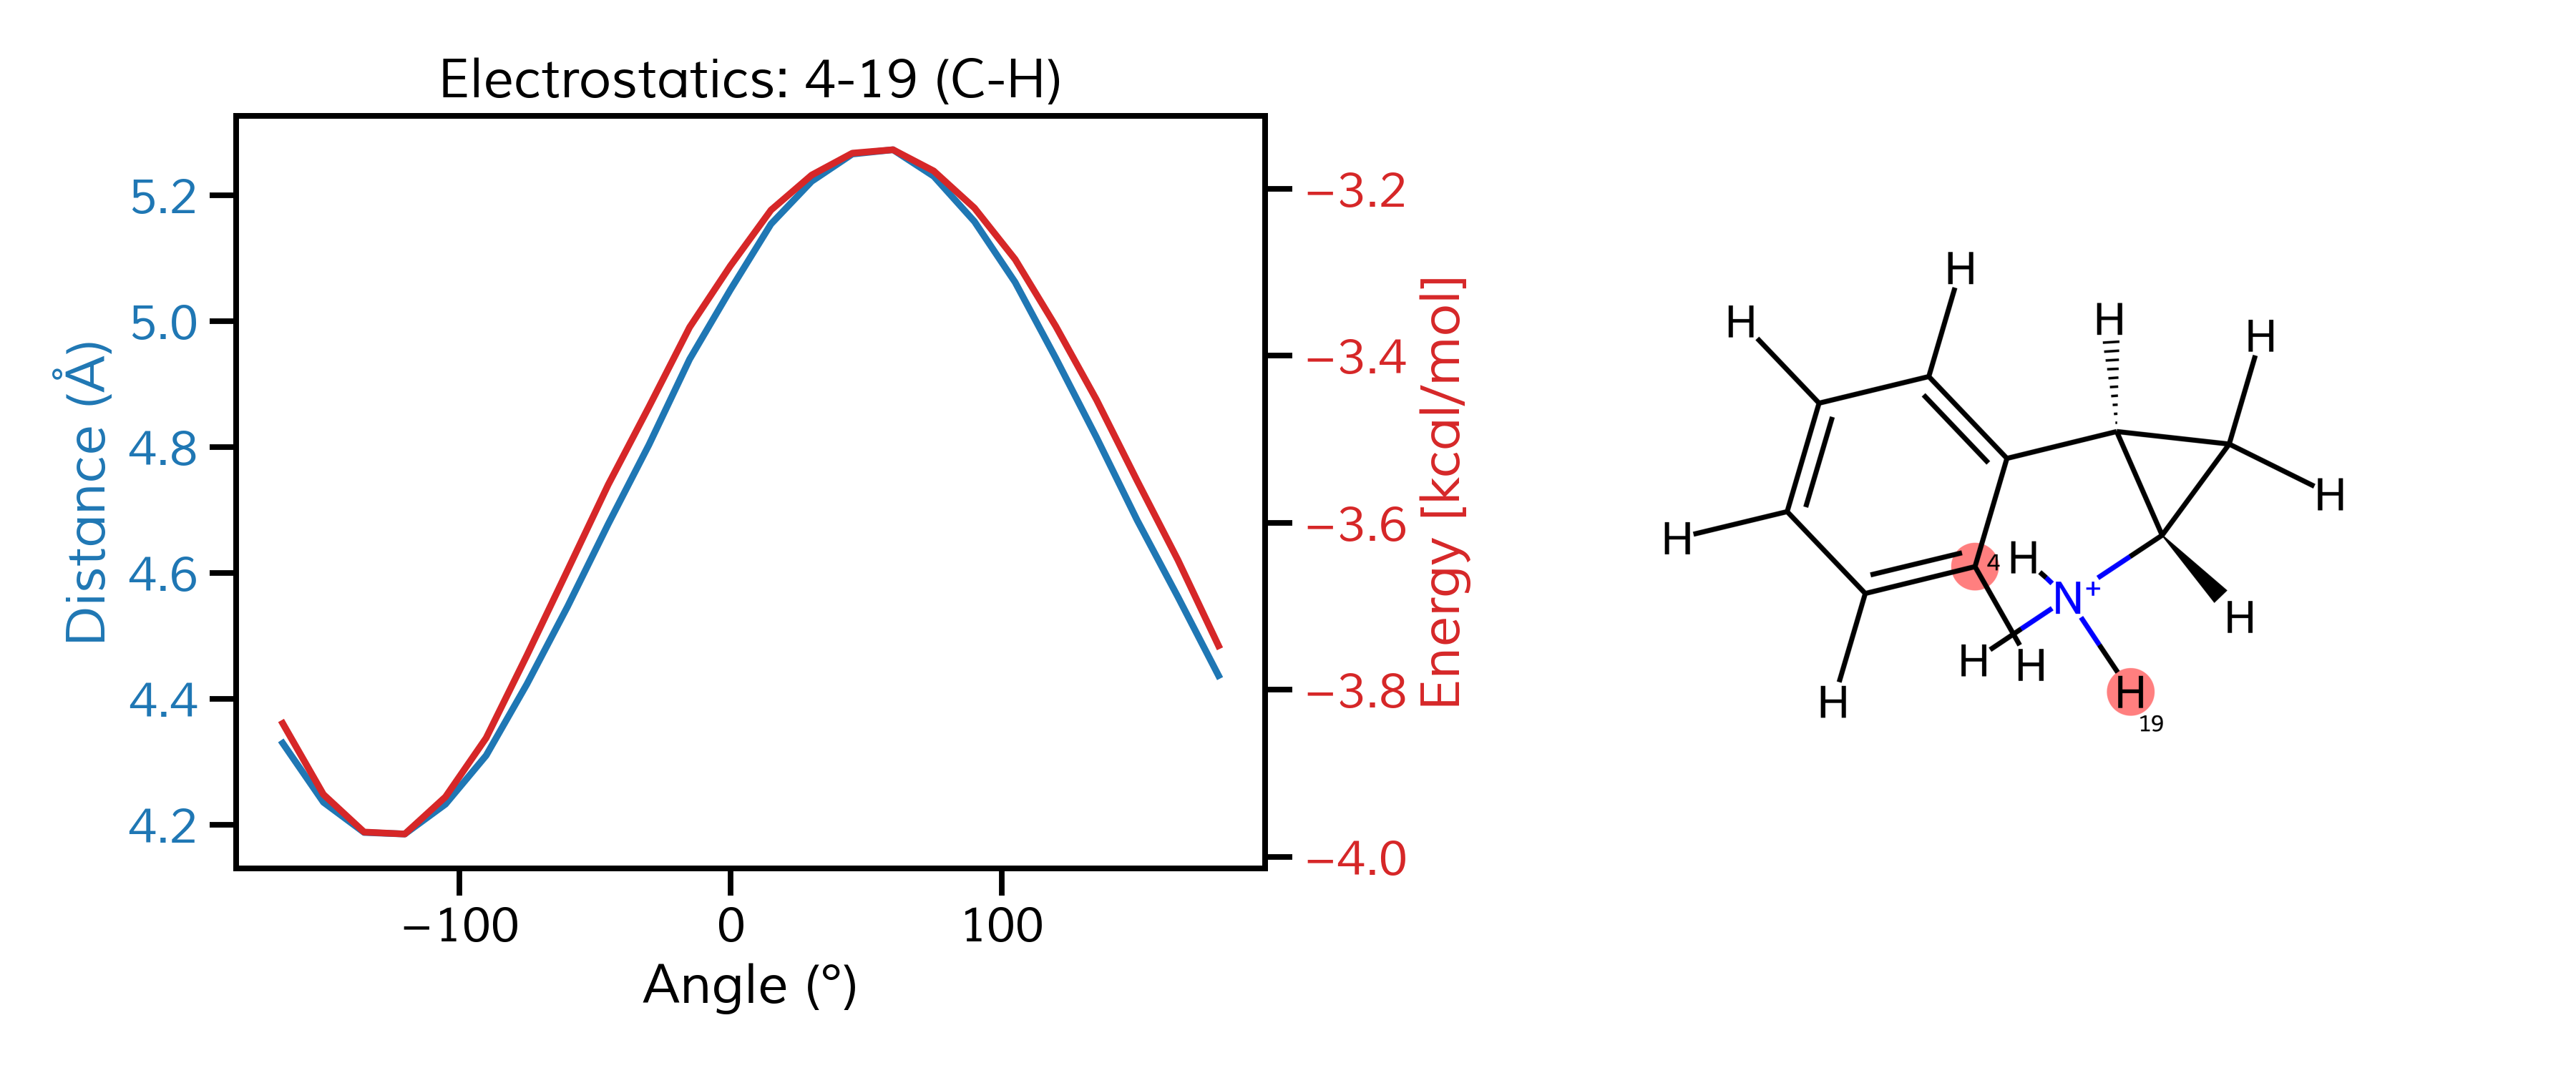 Electrostatics: 4-19 (C-H)
Distance (Å)
5.2
5.0
4.8
4.6
4.4
4.2
−3.2
−3.4
−3.6
−3.8
−4.0
Energy [kcal/mol]
−100
0
100
Angle (°)
H
H
H
H
H
H
H
4
H
N+
H
H
H
H
H
19